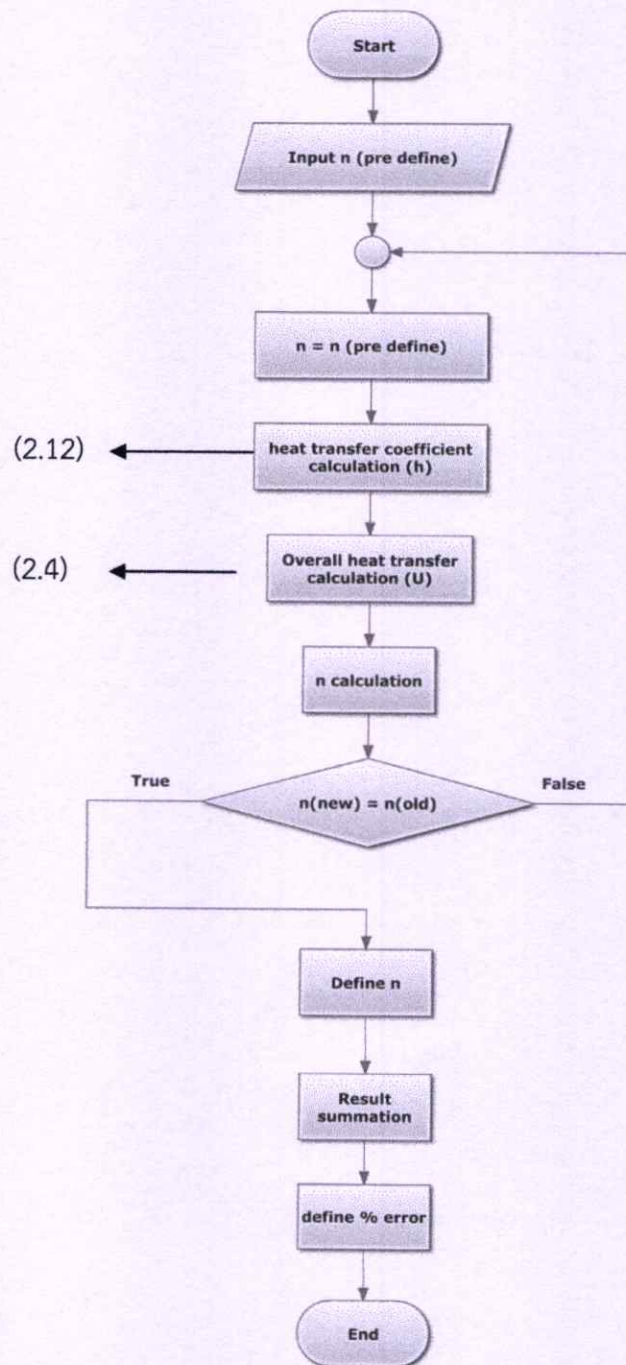 Start
Input n (pre define)
n = n (pre define)
(2.12)
heat transfer coefficient
calculation (h)
(2.4)
Overall heat transfer
calculation (U)
n calculation
True
n(new) = n(old)
False
Define n
Result
summation
define % error
End